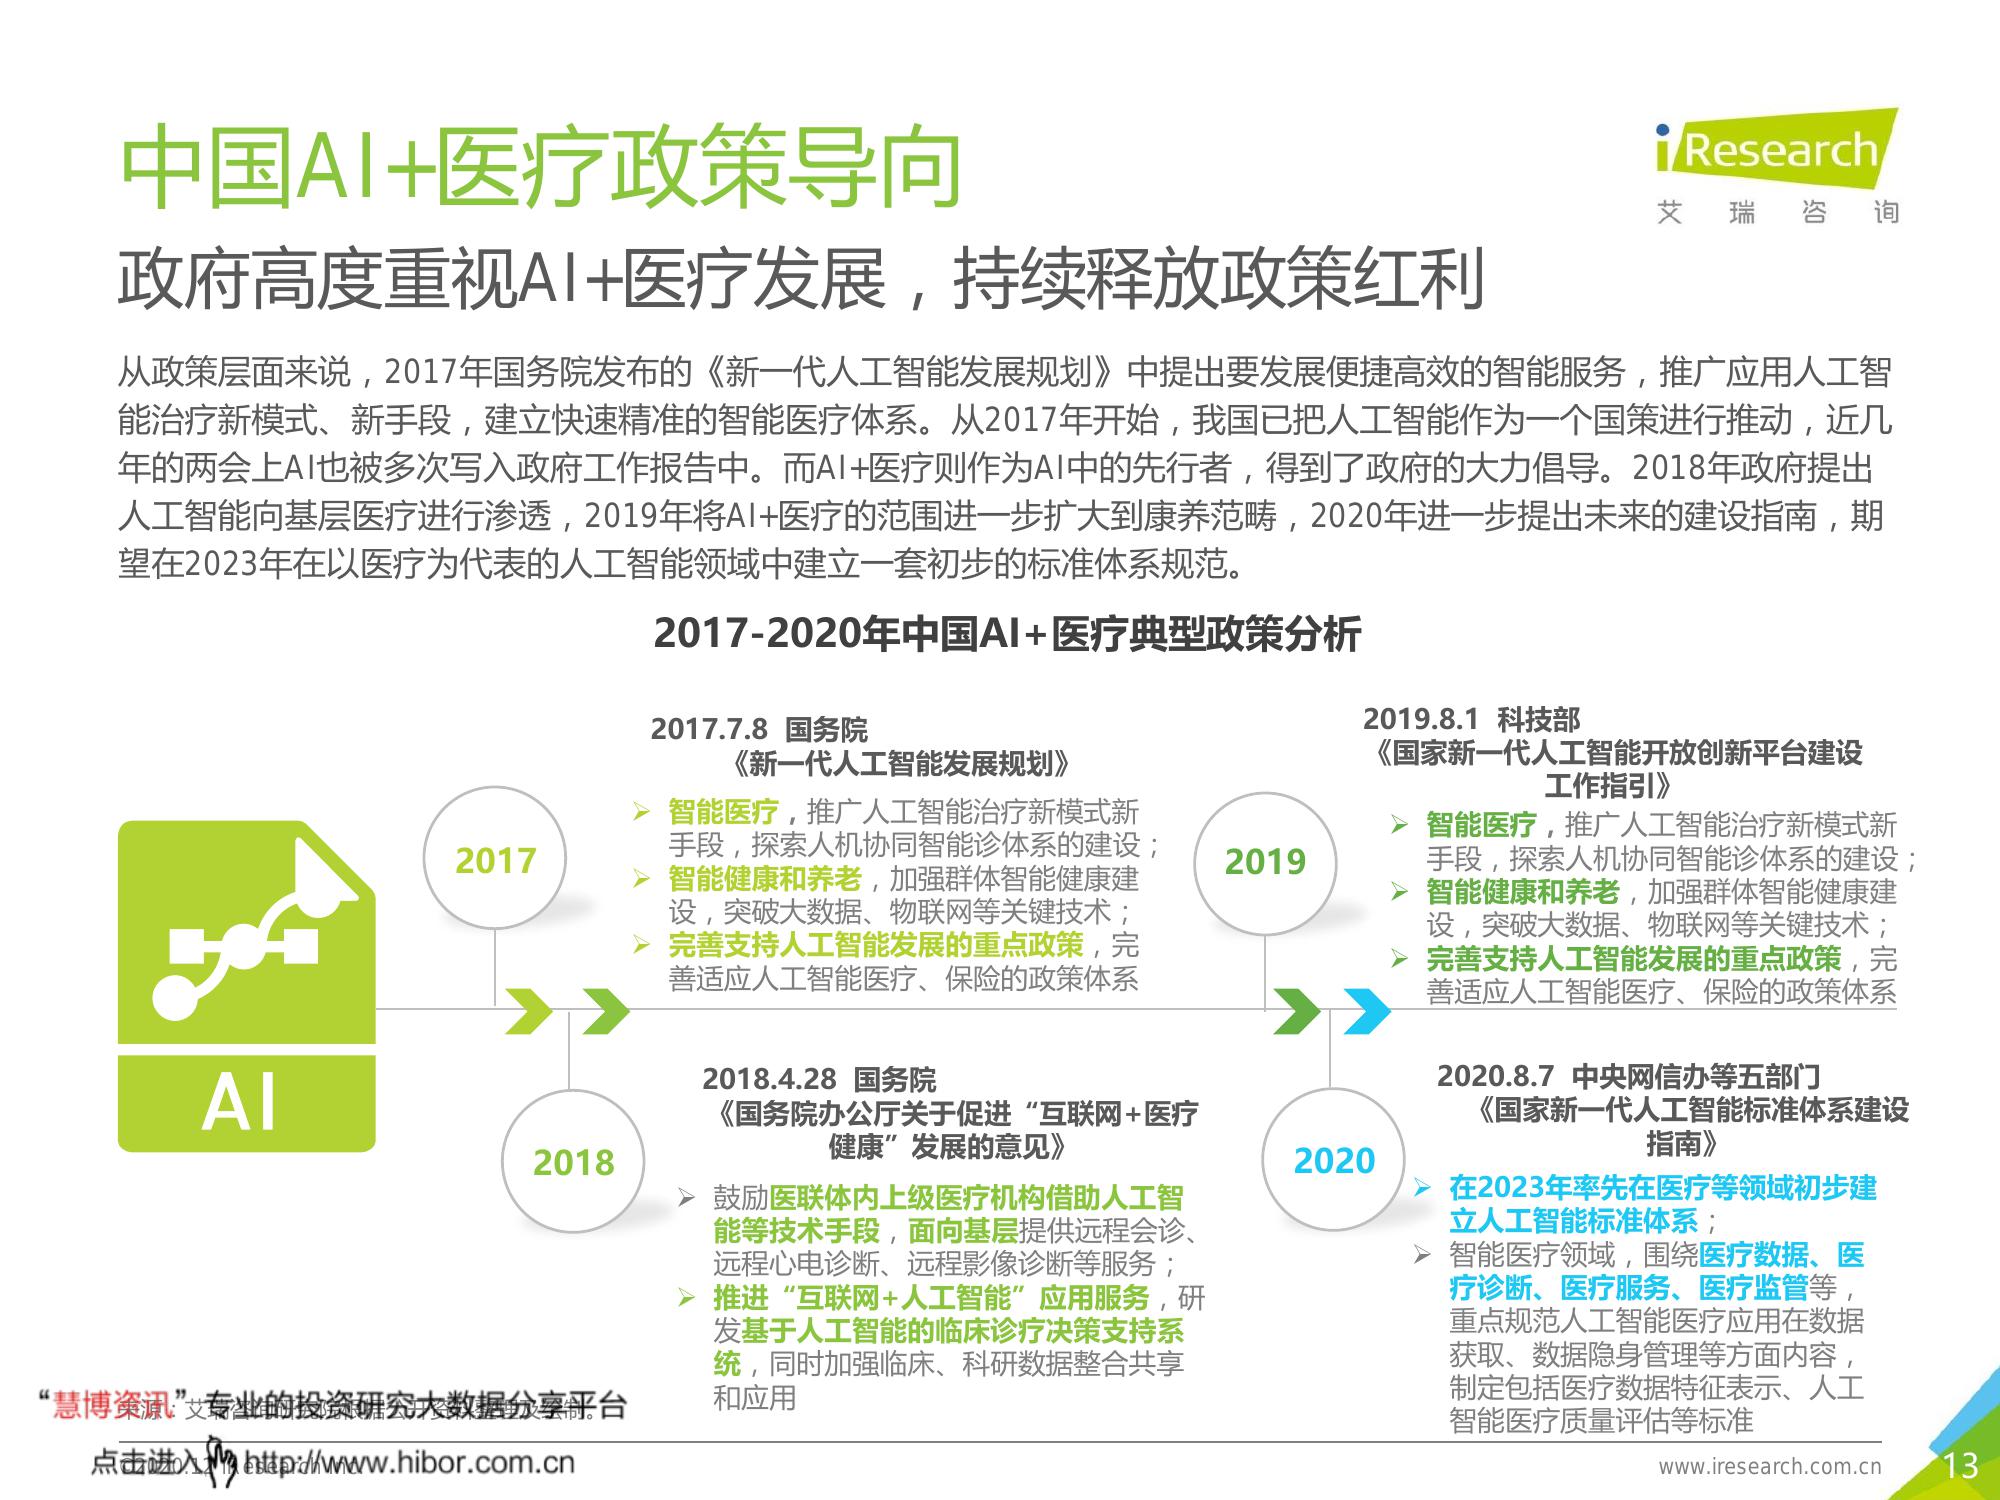 中国AI+医疗政策导向
iResearch
艾瑞咨询
政府高度重视AI+医疗发展，持续释放政策红利
从政策层面来说，2017年国务院发布的《新一代人工智能发展规划》中提出要发展便捷高效的智能服务，推广应用人工智
能治疗新模式、新手段，建立快速精准的智能医疗体系。从2017年开始，我国已把人工智能作为一个国策进行推动，近几
年的两会上AI也被多次写入政府工作报告中。而AI+医疗则作为AI中的先行者，得到了政府的大力倡导。2018年政府提出
人工智能向基层医疗进行渗透，2019年将AI+医疗的范围进一步扩大到康养范畴，2020年进一步提出未来的建设指南，期
望在2023年在以医疗为代表的人工智能领域中建立一套初步的标准体系规范。
2017-2020年中国AI+医疗典型政策分析
AI
2017
2017.7.8 国务院
《新一代人工智能发展规划》
智能医疗，推广人工智能治疗新模式新
手段，探索人机协同智能诊体系的建设；
智能健康和养老，加强群体智能健康建
设，突破大数据、物联网等关键技术；
完善支持人工智能发展的重点政策，完
善适应人工智能医疗、保险的政策体系
2019
2019.8.1 科技部
《国家新一代人工智能开放创新平台建设
工作指引》
智能医疗，推广人工智能治疗新模式新
手段，探索人机协同智能诊体系的建设；
智能健康和养老，加强群体智能健康建
设，突破大数据、物联网等关键技术；
完善支持人工智能发展的重点政策，完
善适应人工智能医疗、保险的政策体系
2018
2018.4.28 国务院
《国务院办公厅关于促进“互联网+医疗
健康”发展的意见》
鼓励医联体内上级医疗机构借助人工智
能等技术手段，面向基层提供远程会诊、
远程心电诊断、远程影像诊断等服务；
推进“互联网+人工智能”应用服务，研
发基于人工智能的临床诊疗决策支持系
统，同时加强临床、科研数据整合共享
和应用
2020
2020.8.7 中央网信办等五部门
《国家新一代人工智能标准体系建设
指南》
在2023年率先在医疗等领域初步建
立人工智能标准体系；
智能医疗领域，围绕医疗数据、医
疗诊断、医疗服务、医疗监管等，
重点规范人工智能医疗应用在数据
获取、数据隐身管理等方面内容，
制定包括医疗数据特征表示、人工
智能医疗质量评估等标准
“慧博资讯”专业的投资研究大数据分享平台
来源：艾瑞咨询研究院根据公开资料整理及绘制。
点击进入 http://www.hibor.com.cn
©2020.12 iResearch Inc.
www.iresearch.com.cn
13